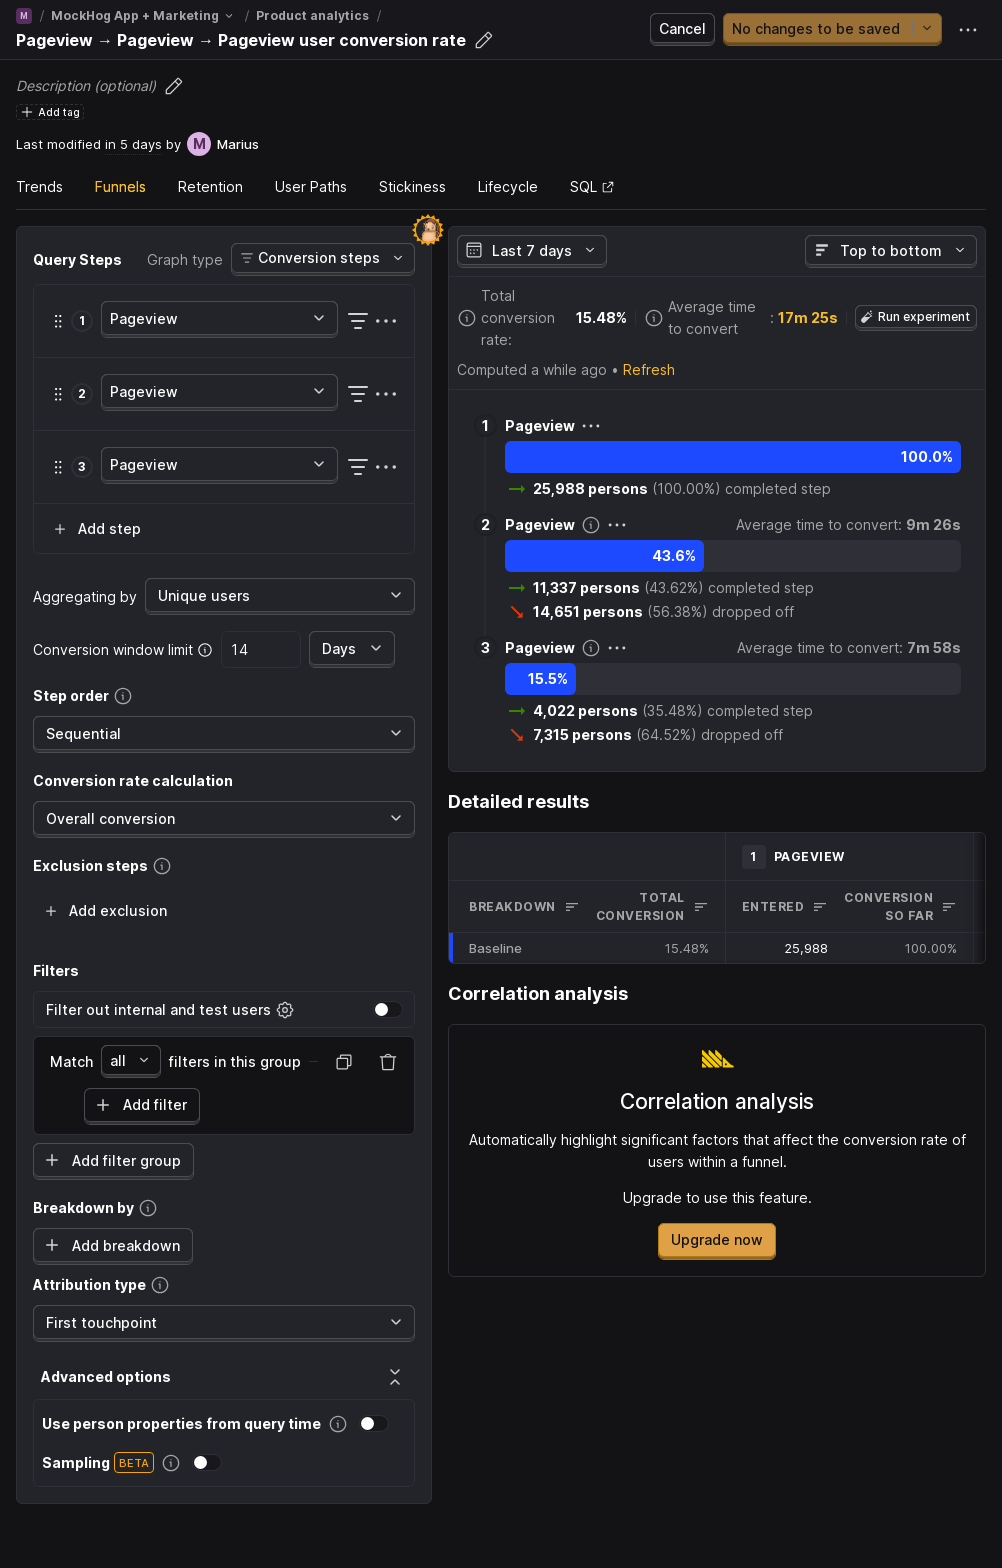 M / MockHog App + Marketing / Product analytics /
Pageview → Pageview → Pageview user conversion rate
Cancel
No changes to be saved
Description (optional)
Add tag
Last modified in 5 days by M Marius
Trends Funnels Retention User Paths Stickiness Lifecycle SQL
Query Steps Graph type Conversion steps
1 Pageview
2 Pageview
3 Pageview
Add step
Aggregating by Unique users
Conversion window limit 14 Days
Step order
Sequential
Conversion rate calculation
Overall conversion
Exclusion steps
Add exclusion
Filters
Filter out internal and test users
Match all filters in this group
Add filter
Add filter group
Breakdown by
Add breakdown
Attribution type
First touchpoint
Advanced options
Use person properties from query time
Sampling BETA
Last 7 days Top to bottom
Total
conversion
rate:
15.48%
Average time
to convert
: 17m 25s
Run experiment
Computed a while ago • Refresh
1 Pageview
100.0%
25,988 persons (100.00%) completed step
2 Pageview Average time to convert: 9m 26s
43.6%
11,337 persons (43.62%) completed step
14,651 persons (56.38%) dropped off
3 Pageview Average time to convert: 7m 58s
15.5%
4,022 persons (35.48%) completed step
7,315 persons (64.52%) dropped off
Detailed results
1 PAGEVIEW
BREAKDOWN
TOTAL
CONVERSION
ENTERED
CONVERSION
SO FAR
Baseline 15.48% 25,988 100.00%
Correlation analysis
Correlation analysis
Automatically highlight significant factors that affect the conversion rate of
users within a funnel.
Upgrade to use this feature.
Upgrade now